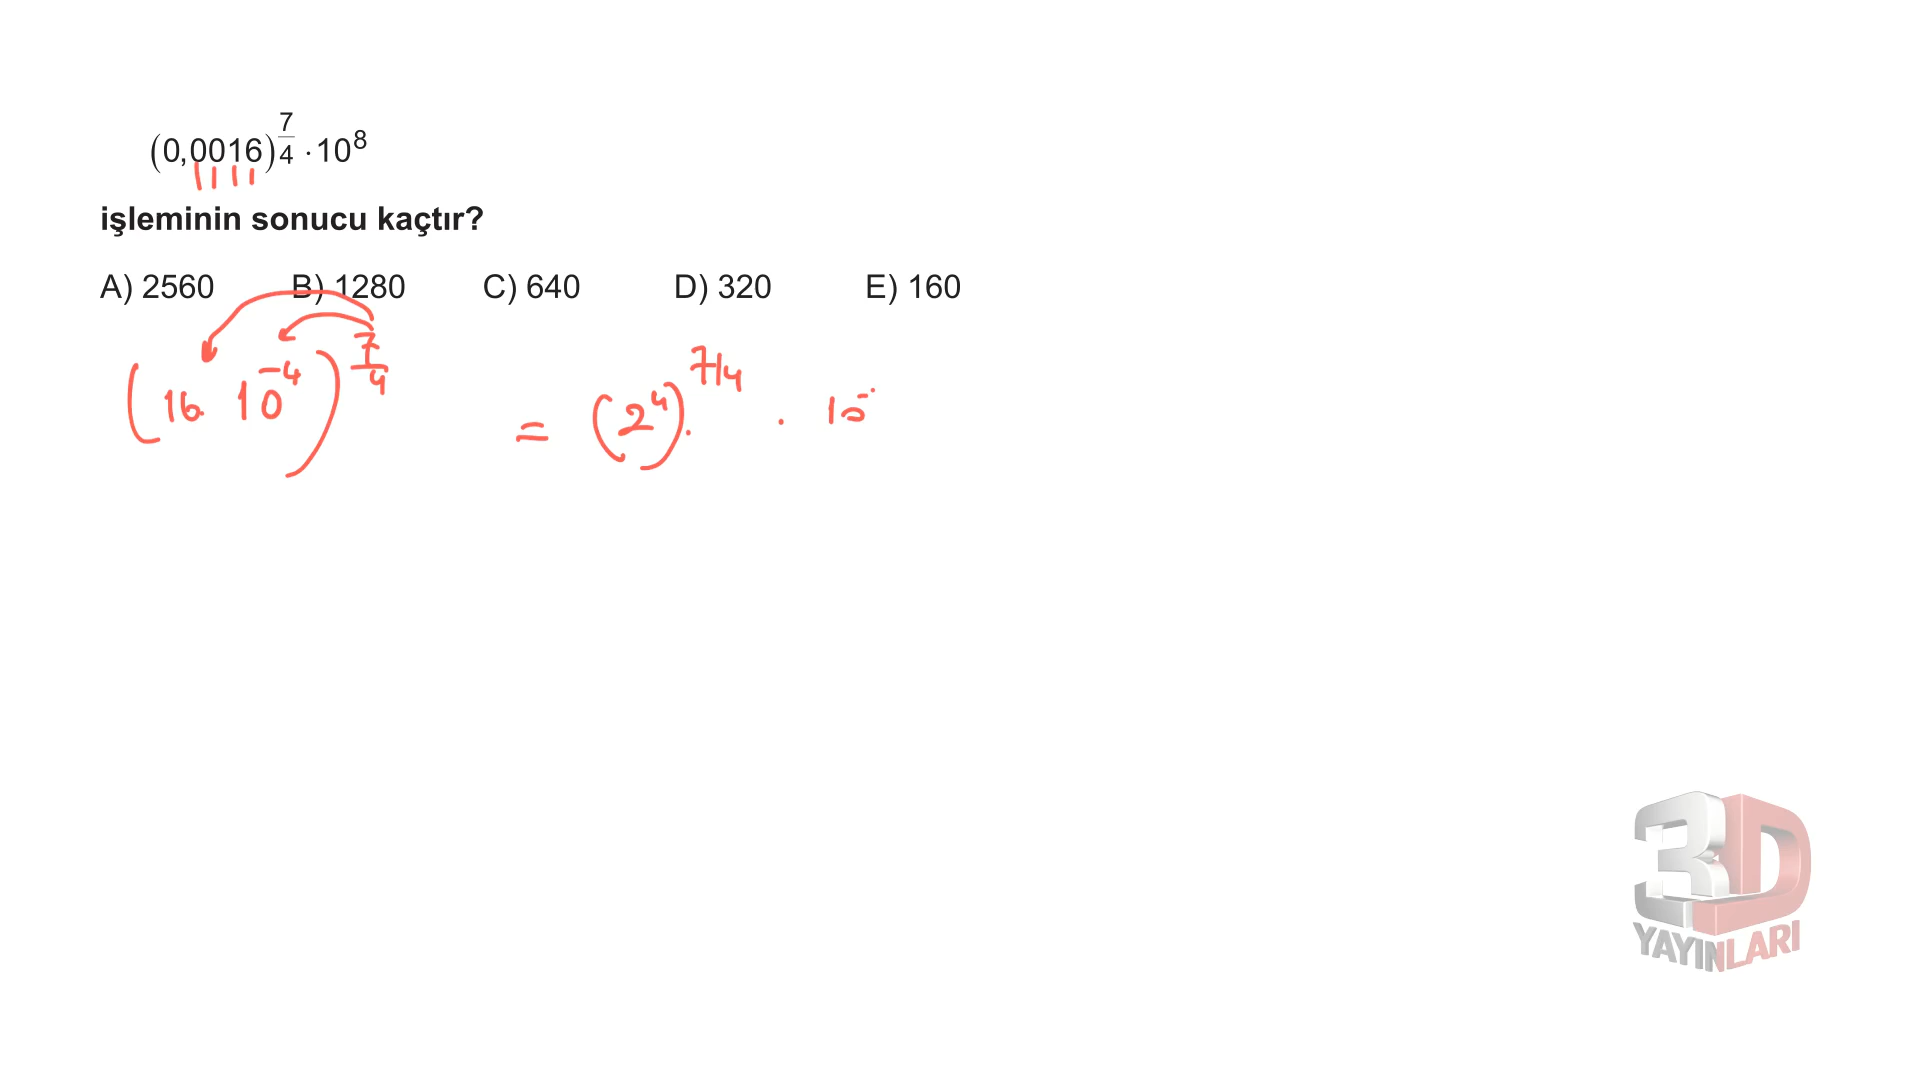 (0,0016)^{7/4} · 10^8
işleminin sonucu kaçtır?
A) 2560 B) 1280 C) 640 D) 320 E) 160
(16 10^{-4})^{7/4} = (2^4)^{7/4} · 10^-
3D
YAYINLARI